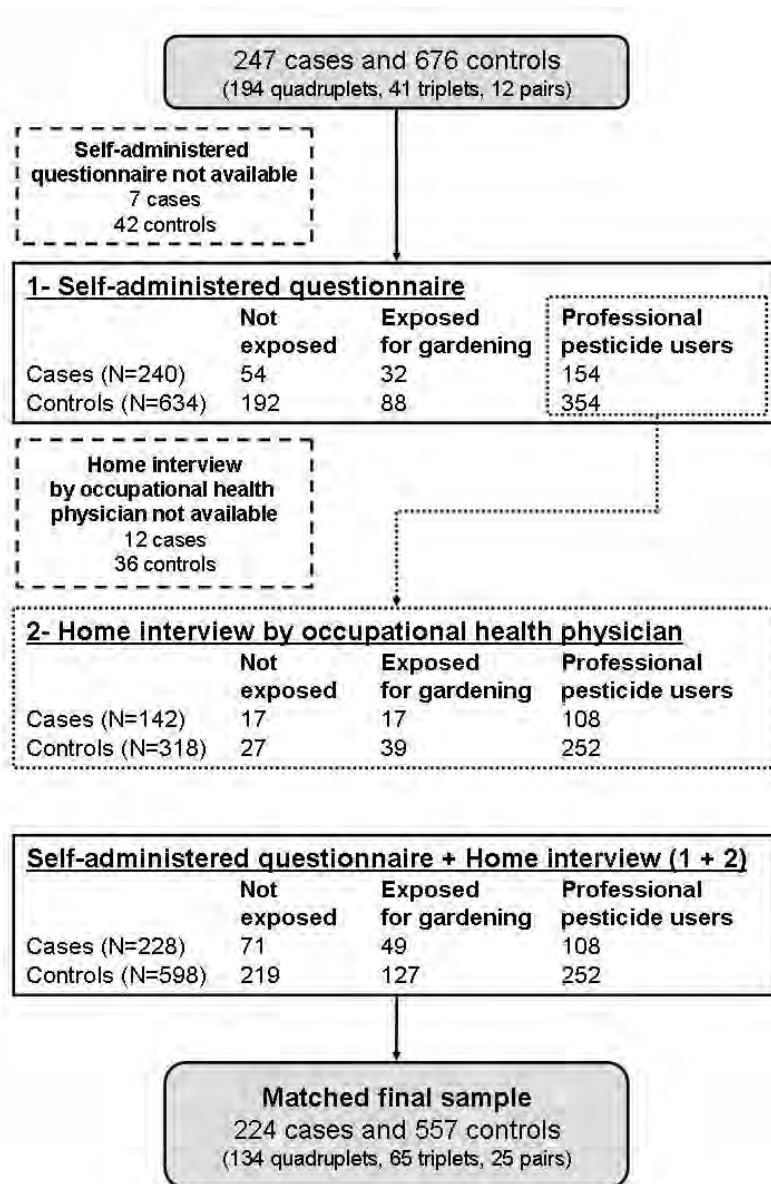 247 cases and 676 controls
(194 quadruplets, 41 triplets, 12 pairs)
Self-administered
questionnaire not available
7 cases
42 controls
1- Self-administered questionnaire
Not Exposed Professional
exposed for gardening pesticide users
Cases (N=240) 54 32 154
Controls (N=634) 192 88 354
Home interview
by occupational health
physician not available
12 cases
36 controls
2- Home interview by occupational health physician
Not Exposed Professional
exposed for gardening pesticide users
Cases (N=142) 17 17 108
Controls (N=318) 27 39 252
Self-administered questionnaire + Home interview (1 + 2)
Not Exposed Professional
exposed for gardening pesticide users
Cases (N=228) 71 49 108
Controls (N=598) 219 127 252
Matched final sample
224 cases and 557 controls
(134 quadruplets, 65 triplets, 25 pairs)